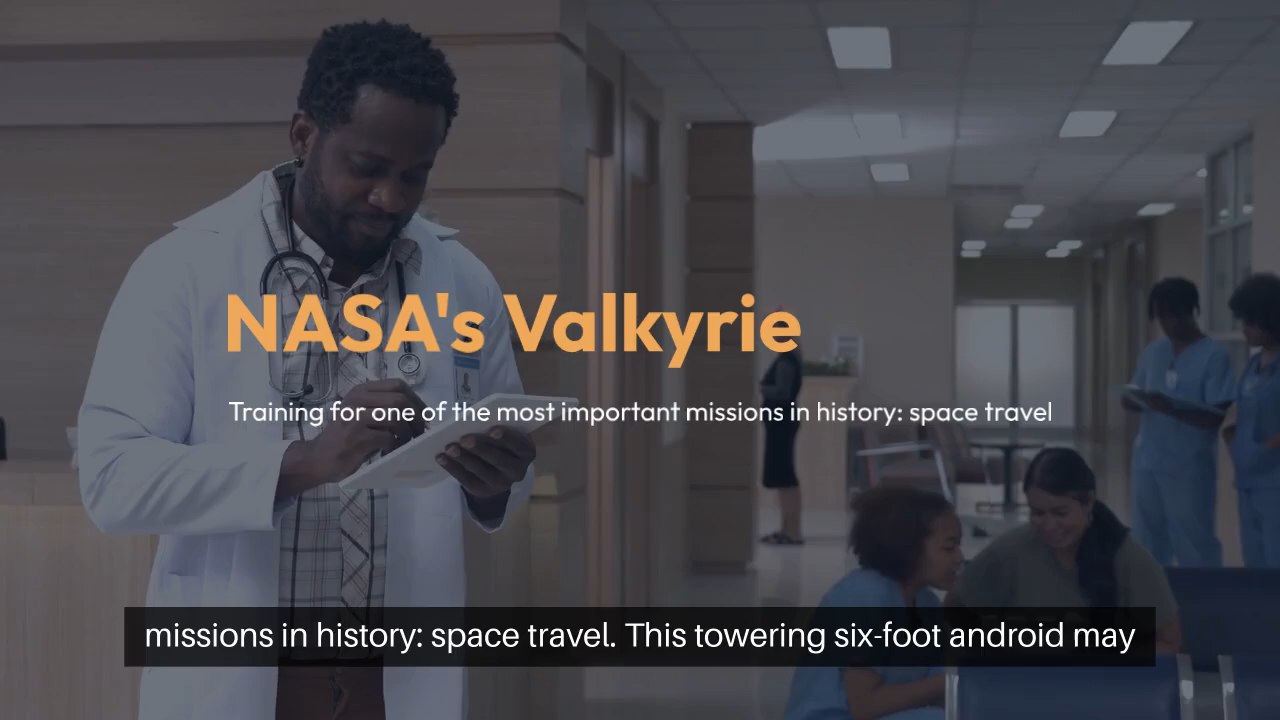 NASA's Valkyrie
Training for one of the most important missions in history: space travel
missions in history: space travel. This towering six-foot android may